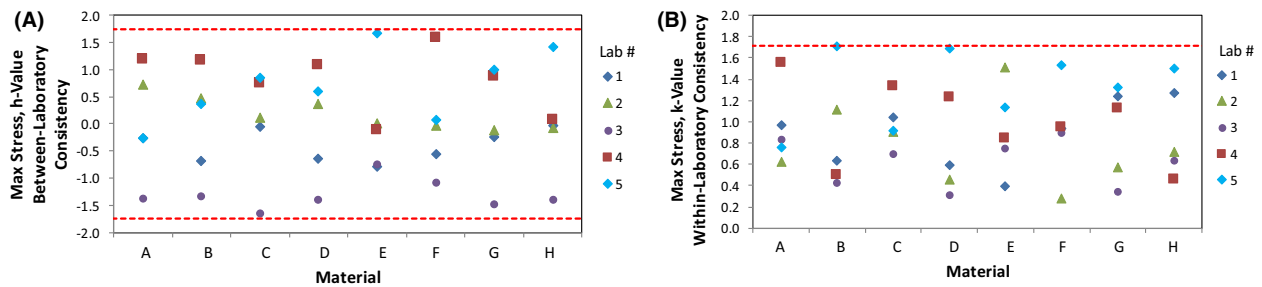 (A)
Max Stress, h-Value
Between-Laboratory
Consistency
2.0
1.5
1.0
0.5
0.0
-0.5
-1.0
-1.5
-2.0
A B C D E F G H
Material
Lab #
1
2
3
4
5
(B)
Max Stress, k-Value
Within-Laboratory Consistency
2.0
1.8
1.6
1.4
1.2
1.0
0.8
0.6
0.4
0.2
0.0
A B C D E F G H
Material
Lab #
1
2
3
4
5